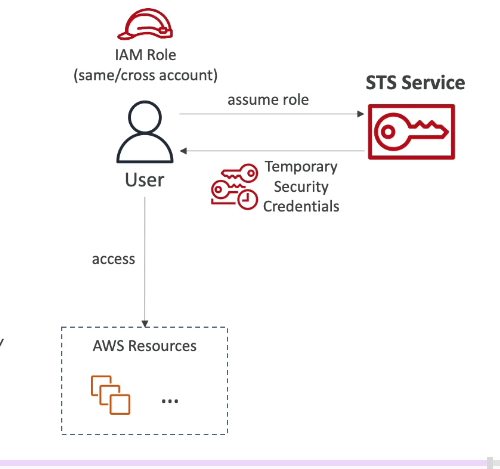 IAM Role
(same/cross account)
STS Service
assume role
Temporary
Security
Credentials
User
access
AWS Resources
...